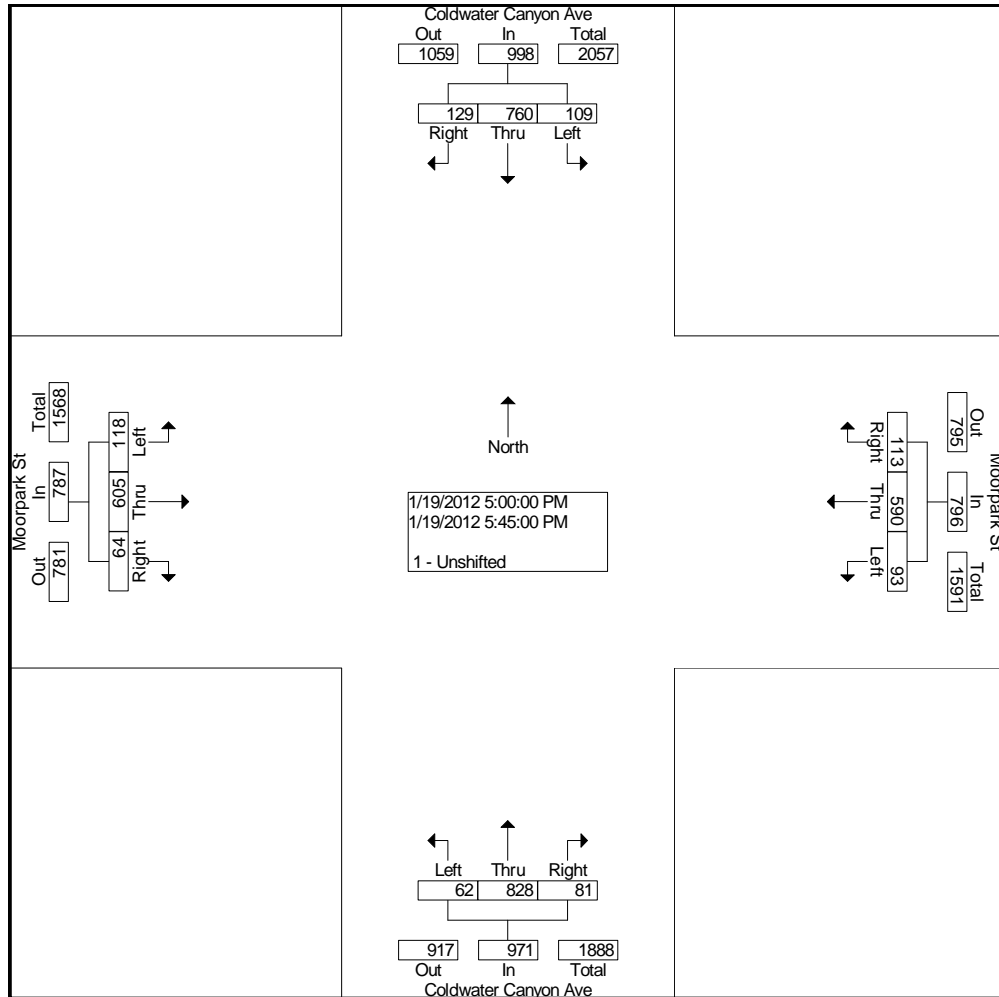 Coldwater Canyon Ave
Out In Total
1059 998 2057
129 760 109
Right Thru Left
Moorpark St
Total In Out
1568 787 781
118 605 64
Left Thru Right
North
1/19/2012 5:00:00 PM
1/19/2012 5:45:00 PM
1 - Unshifted
Right Thru Left
113 590 93
Out In Total
795 796 1591
Moorpark St
Left Thru Right
62 828 81
917 971 1888
Out In Total
Coldwater Canyon Ave